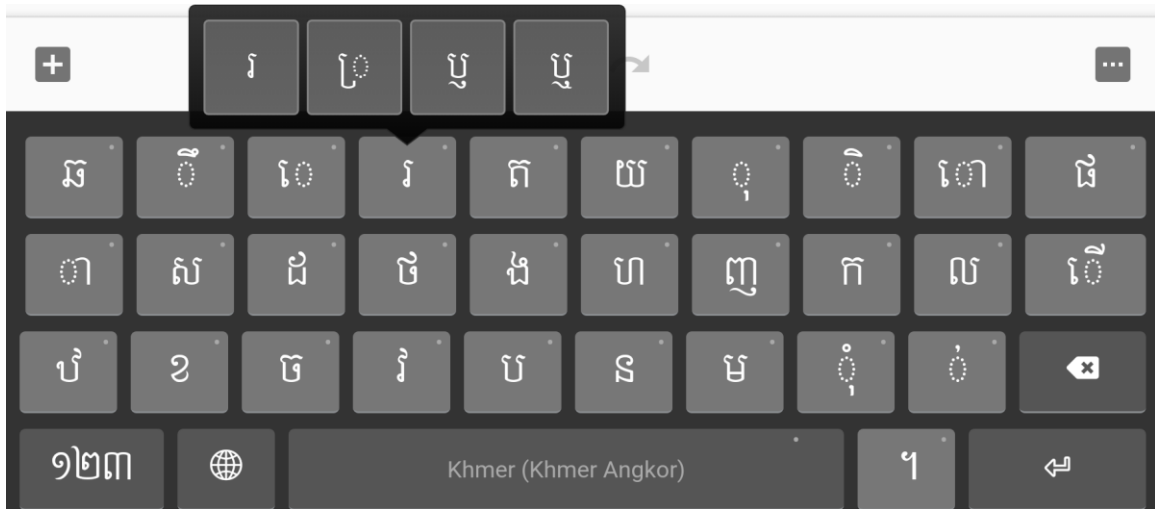 រ ្រ ឫ ឬ
ឆ ឹ េ រ ត យ ុ ិ ោ ផ
ា ស ដ ថ ង ហ ញ ក ល ើ
ឋ ខ ច វ ប ន ម ុំ ់
១២៣ Khmer (Khmer Angkor) ។